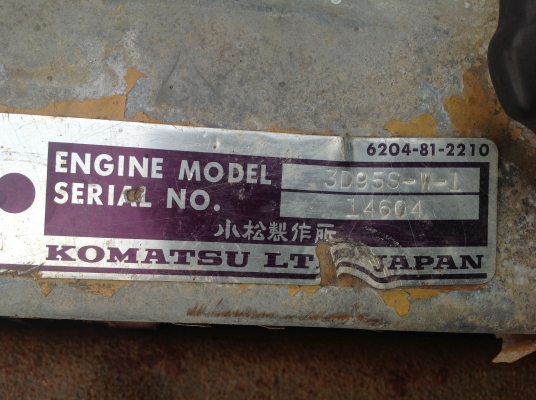 6204-81-2210
ENGINE MODEL 3D95S-W-1
SERIAL NO. 14604
小松製作所
KOMATSU LT JAPAN